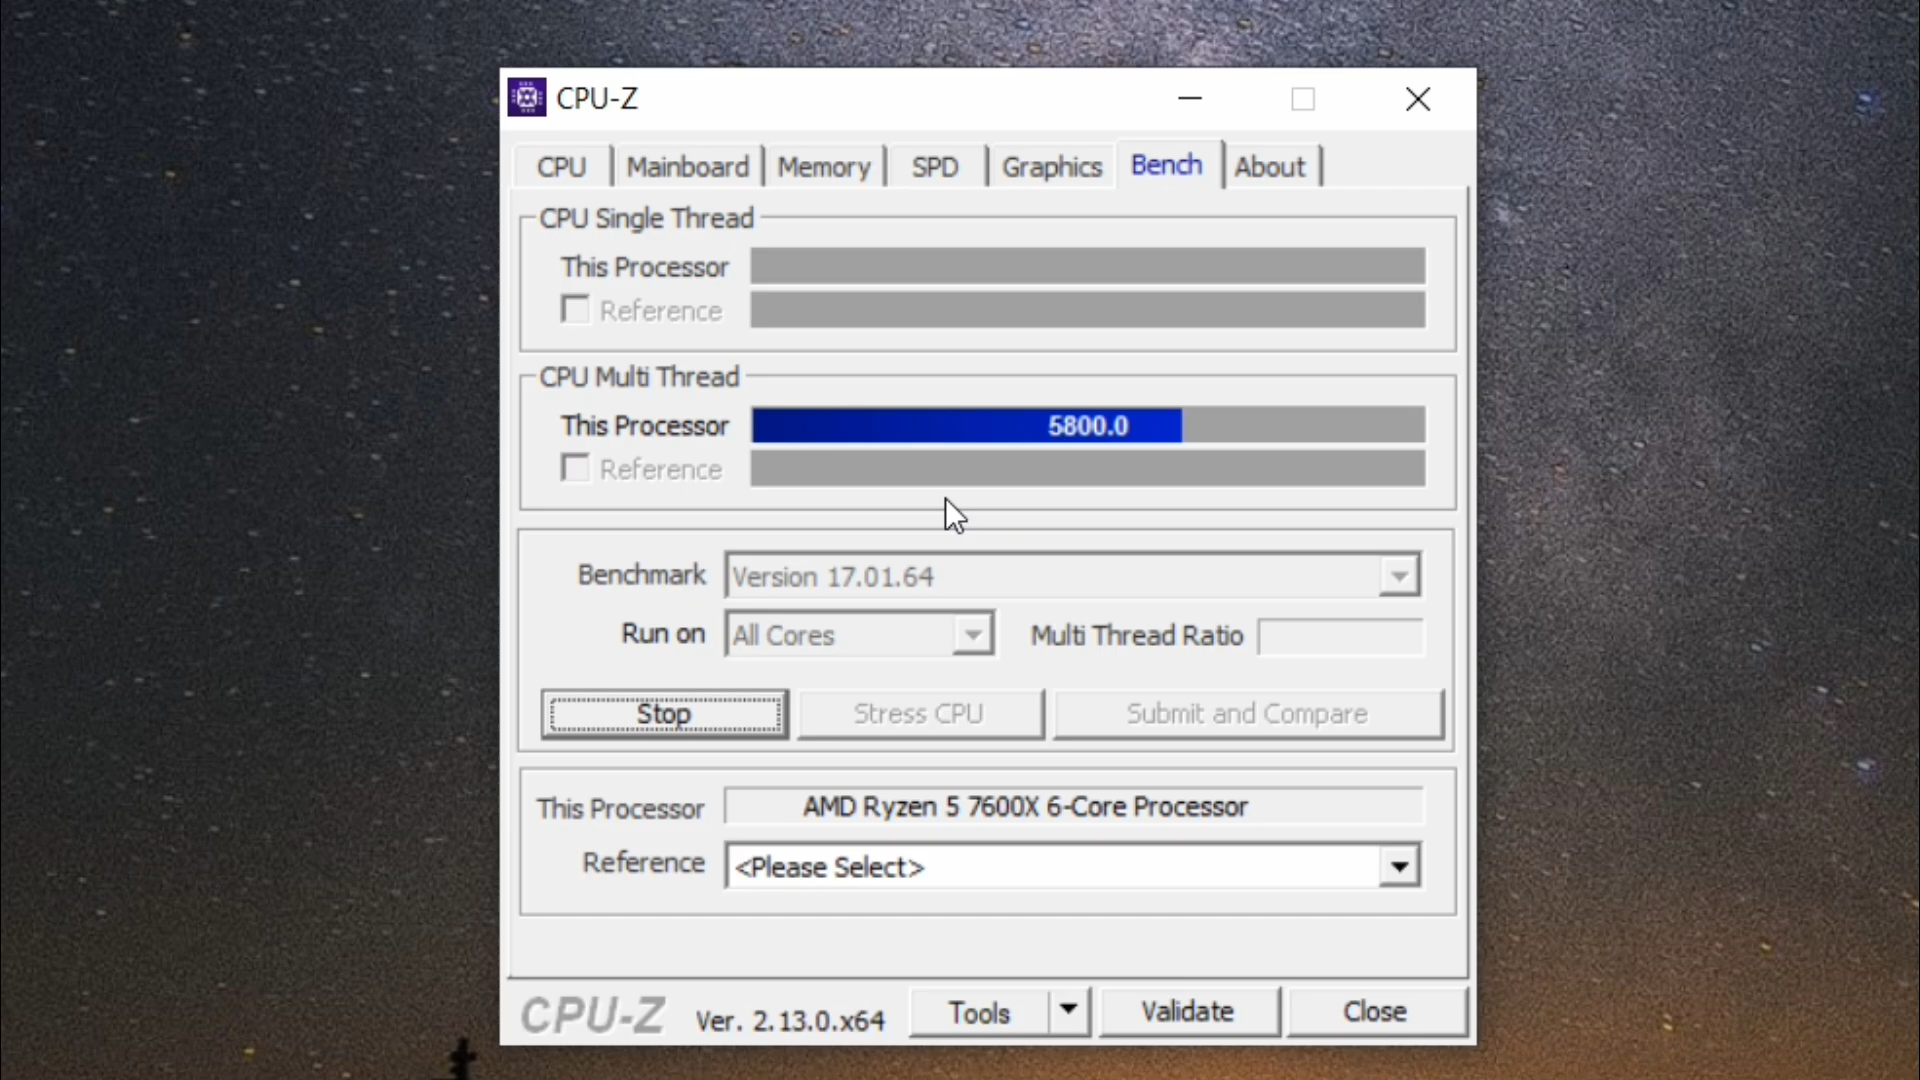 CPU-Z
CPU Mainboard Memory SPD Graphics Bench About
CPU Single Thread
This Processor
Reference
CPU Multi Thread
This Processor 5800.0
Reference
Benchmark Version 17.01.64
Run on All Cores Multi Thread Ratio
Stop Stress CPU Submit and Compare
This Processor AMD Ryzen 5 7600X 6-Core Processor
Reference <Please Select>
CPU-Z Ver. 2.13.0.x64 Tools Validate Close